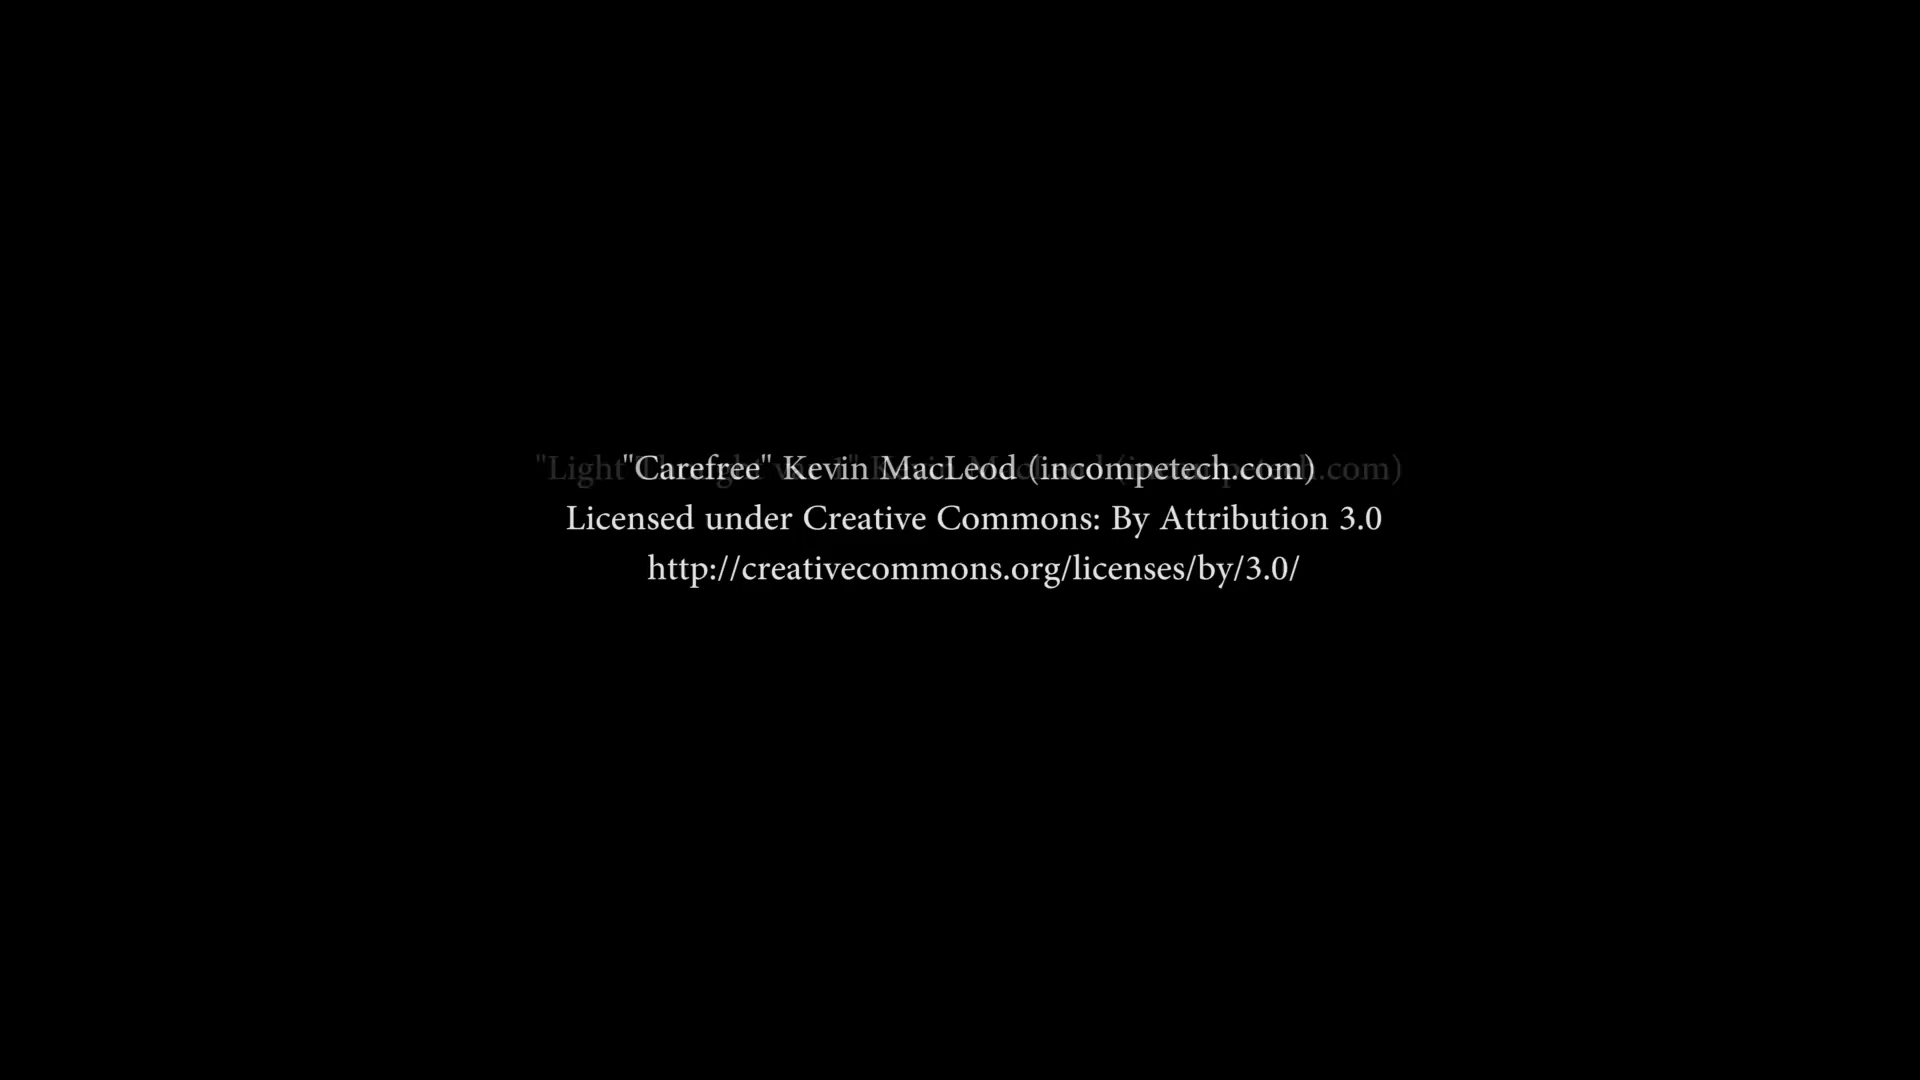 "Carefree" Kevin MacLeod (incompetech.com)
Licensed under Creative Commons: By Attribution 3.0
http://creativecommons.org/licenses/by/3.0/